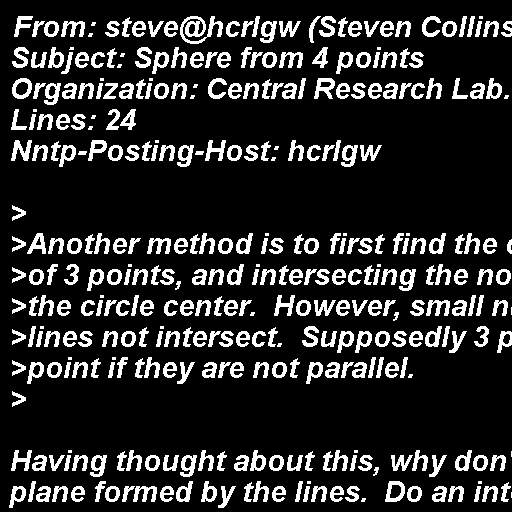 From: steve@hcrlgw (Steven Collins
Subject: Sphere from 4 points
Organization: Central Research Lab.
Lines: 24
Nntp-Posting-Host: hcrlgw

>
>Another method is to first find the
>of 3 points, and intersecting the no
>the circle center.  However, small n
>lines not intersect.  Supposedly 3 p
>point if they are not parallel.
>

Having thought about this, why don'
plane formed by the lines.  Do an int